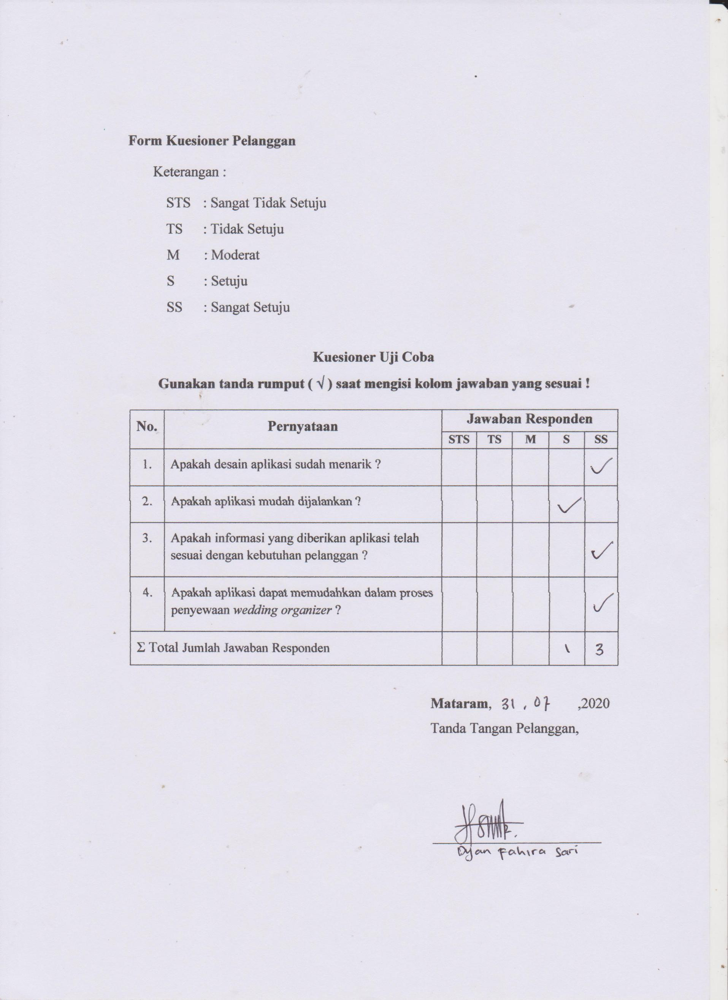 Form Kuesioner Pelanggan
Keterangan :
STS : Sangat Tidak Setuju
TS : Tidak Setuju
M : Moderat
S : Setuju
SS : Sangat Setuju
Kuesioner Uji Coba
Gunakan tanda rumput ( √ ) saat mengisi kolom jawaban yang sesuai !
No. Pernyataan Jawaban Responden
STS TS M S SS
1. Apakah desain aplikasi sudah menarik ? ✓
2. Apakah aplikasi mudah dijalankan ? ✓
3. Apakah informasi yang diberikan aplikasi telah
sesuai dengan kebutuhan pelanggan ? ✓
4. Apakah aplikasi dapat memudahkan dalam proses
penyewaan wedding organizer ? ✓
Σ Total Jumlah Jawaban Responden 1 3
Mataram, 31 , 07 ,2020
Tanda Tangan Pelanggan,
Dyan Fahira Sari